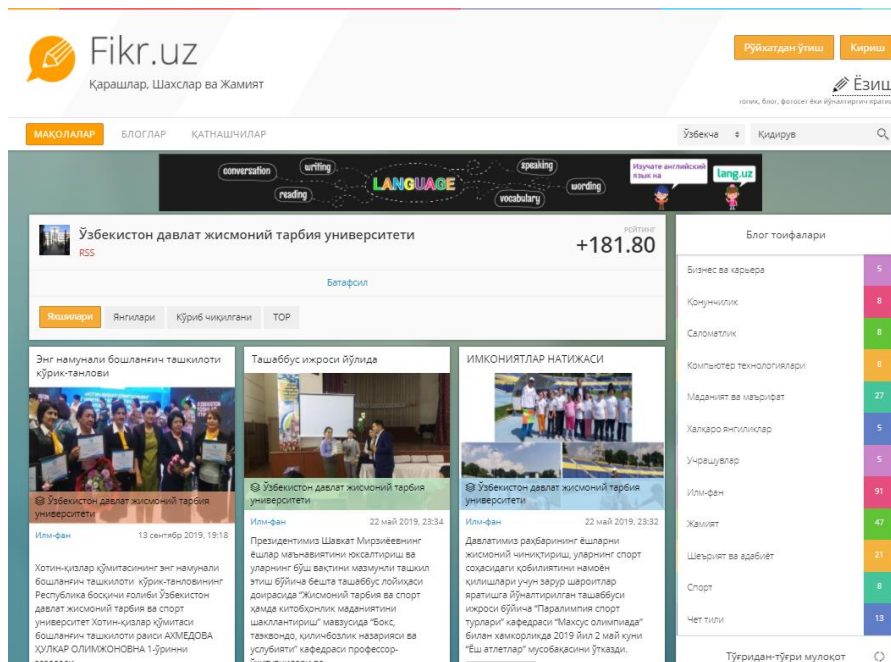 Fikr.uz
Қарашлар, Шахслар ва Жамият
Рўйхатдан ўтиш
Кириш
Ёзиш
топик, блог, фотосет ёки йўналтиргич
МАҚОЛАЛАР
БЛОГЛАР
ҚАТНАШЧИЛАР
Ўзбекча
Қидирув
conversation
writing
reading
LANGUAGE
speaking
vocabulary
wording
Изучате английский
язык на
lang.uz
Ўзбекистон давлат жисмоний тарбия университети
RSS
РЕЙТИНГ
+181.80
Батафсил
Яхшилари
Янгилари
Кўриб чиқилгани
TOP
Энг намунали бошланғич ташкилоти
кўрик-танлови
Ўзбекистон давлат жисмоний тарбия
университети
Илм-фан
13 сентябр 2019, 19:18
Хотин-қизлар қўмитасининг энг намунали
бошланғич ташкилоти кўрик-танловининг
Республика босқичи ғолиби Ўзбекистон
давлат жисмоний тарбия ва спорт
университет Хотин-қизлар қўмитаси
бошланғич ташкилоти раиси АХМЕДОВА
ҲУЛКАР ОЛИМЖОНОВНА 1-ўринни
Ташаббус ижроси йўлида
Ўзбекистон давлат жисмоний тарбия
университети
Илм-фан
22 май 2019, 23:34
Президентимиз Шавкат Мирзиёевнинг
ёшлар маънавиятини юксалтириш ва
уларнинг бўш вақтини мазмунли ташкил
этиш бўйича бешта ташаббус лойиҳаси
доирасида “Жисмоний тарбия ва спорт
ҳамда китобхонлик маданиятини
шакллантириш” мавзусида “Бокс,
таэквондо, қиличбозлик назарияси ва
услубияти” кафедраси профессор-
ИМКОНИЯТЛАР НАТИЖАСИ
Ўзбекистон давлат жисмоний тарбия
университети
Илм-фан
22 май 2019, 23:32
Давлатимиз раҳбарининг ёшларни
жисмоний чиниқтириш, уларнинг спорт
соҳасидаги қобилиятини намоён
қилишлари учун зарур шароитлар
яратишга йўналтирилган ташаббуси
ижроси бўйича “Паралимпия спорт
турлари” кафедраси “Махсус олимпиада”
билан хамкорликда 2019 йил 2 май куни
“Ёш атлетлар” мусобақасини ўтказди.
Блог тоифалари
Бизнес ва карьера 5
Қонунчилик 8
Саломатлик 8
Компьютер технологиялари 8
Маданият ва маърифат 27
Халқаро янгиликлар 5
Учрашувлар 5
Илм-фан 91
Жамият 47
Шеърият ва адабиёт 21
Спорт 8
Чет тили 13
Тўғридан-тўғри мулоқот